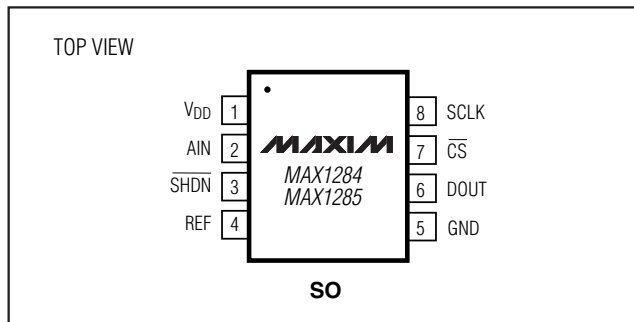 TOP VIEW
VDD 1
AIN 2
SHDN 3
REF 4
MAXIM
MAX1284
MAX1285
8 SCLK
7 CS
6 DOUT
5 GND
SO